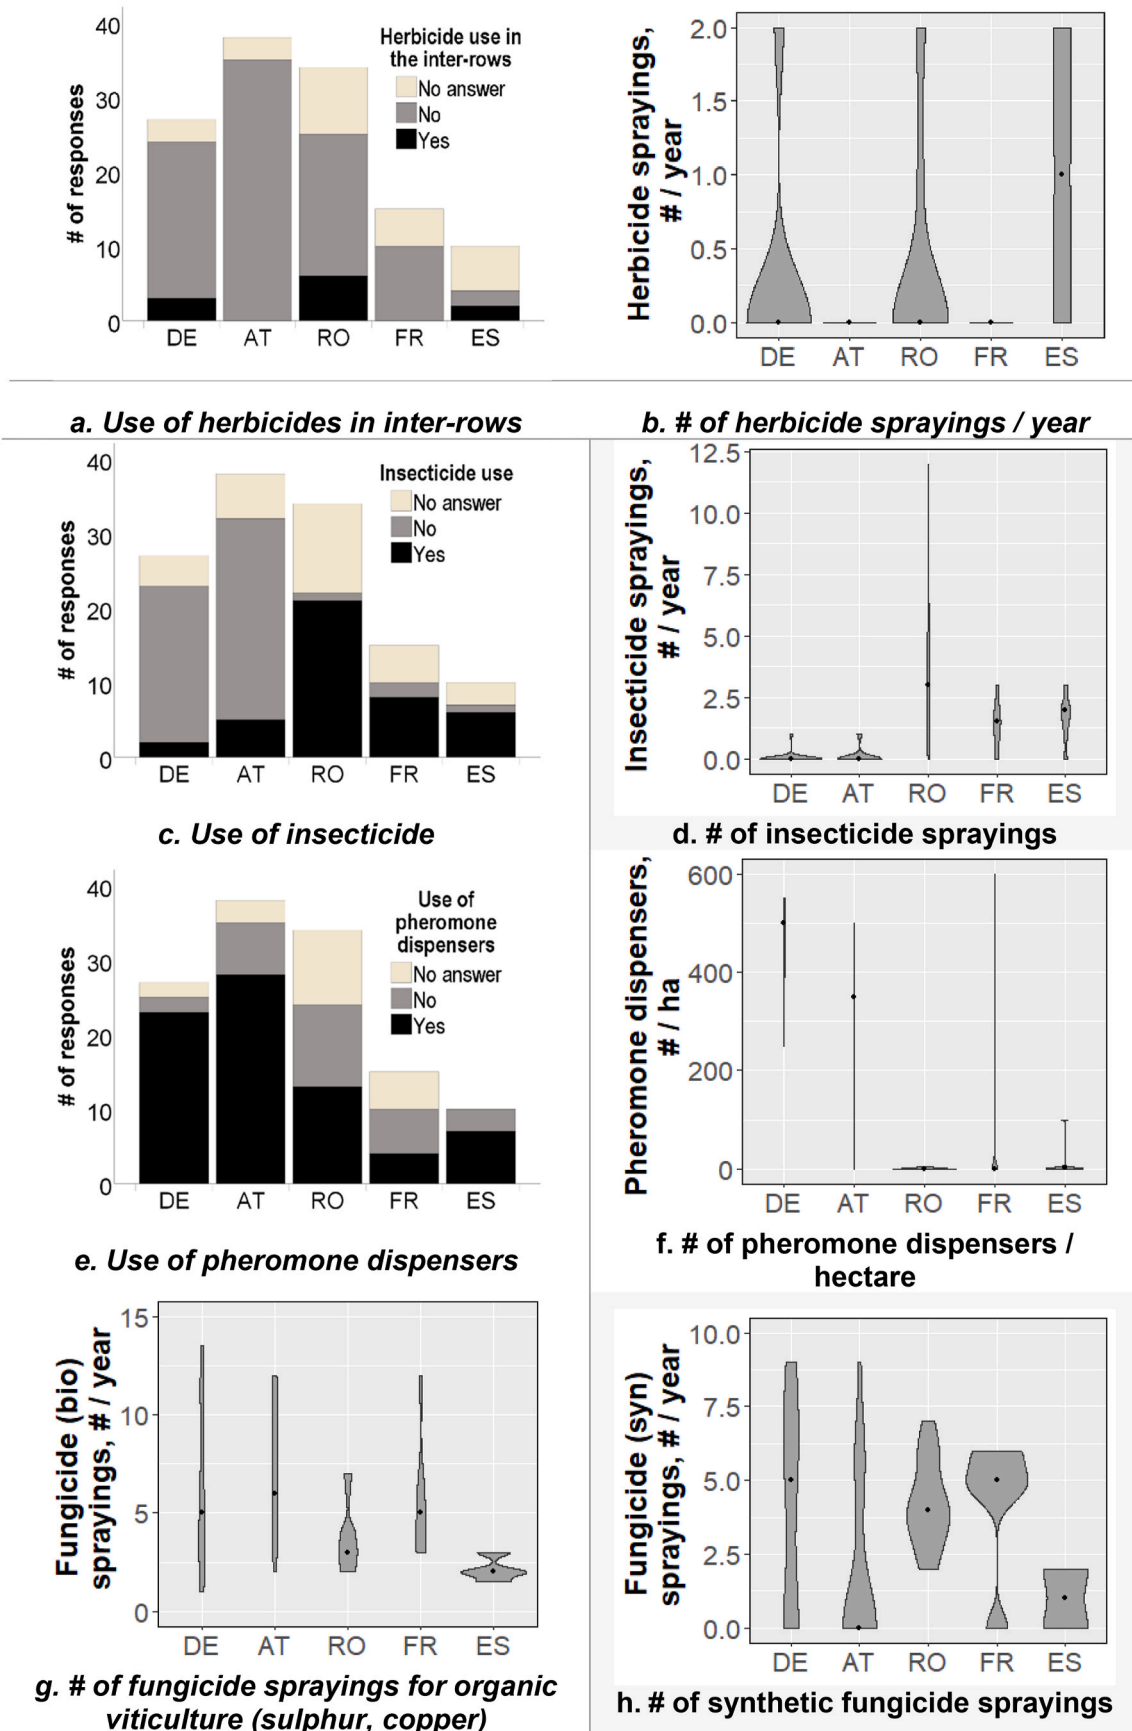 40
30
20
10
0
# of responses
Herbicide use in
the inter-rows
No answer
No
Yes
DE AT RO FR ES
a. Use of herbicides in inter-rows
Herbicide sprayings,
# / year
2.0
1.5
1.0
0.5
0.0
DE AT RO FR ES
b. # of herbicide sprayings / year
40
30
20
10
0
# of responses
Insecticide use
No answer
No
Yes
DE AT RO FR ES
c. Use of insecticide
Insecticide sprayings,
# / year
12.5
10.0
7.5
5.0
2.5
0.0
DE AT RO FR ES
d. # of insecticide sprayings
40
30
20
10
0
# of responses
Use of
pheromone
dispensers
No answer
No
Yes
DE AT RO FR ES
e. Use of pheromone dispensers
Pheromone dispensers,
# / ha
600
400
200
0
DE AT RO FR ES
f. # of pheromone dispensers /
hectare
Fungicide (bio)
sprayings, # / year
15
10
5
0
DE AT RO FR ES
g. # of fungicide sprayings for organic
viticulture (sulphur, copper)
Fungicide (syn)
sprayings, # / year
10.0
7.5
5.0
2.5
0.0
DE AT RO FR ES
h. # of synthetic fungicide sprayings